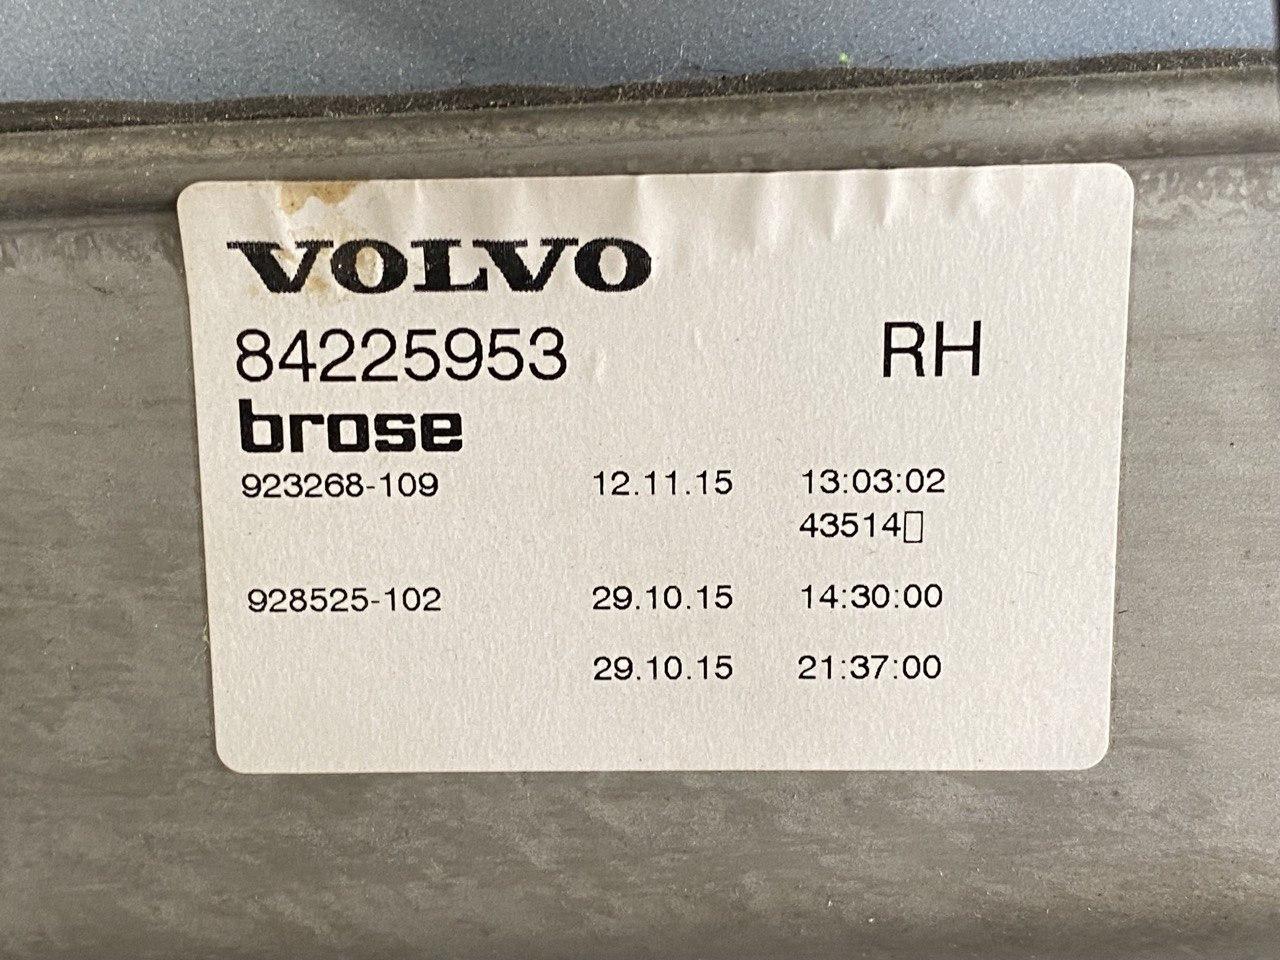 VOLVO
84225953 RH
brose
923268-109 12.11.15 13:03:02
43514▯
928525-102 29.10.15 14:30:00
29.10.15 21:37:00